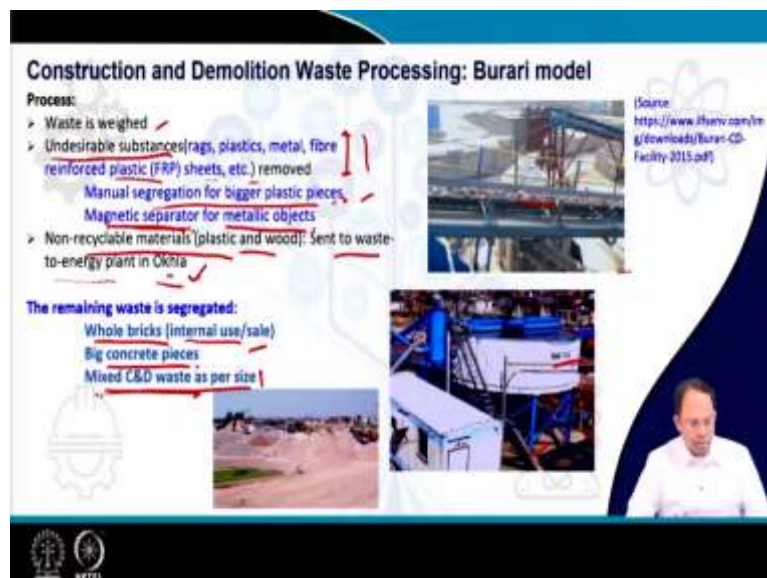 Construction and Demolition Waste Processing: Burari model
Process:
➢ Waste is weighed
➢ Undesirable substances(rags, plastics, metal, fibre
reinforced plastic (FRP) sheets, etc.) removed
Manual segregation for bigger plastic pieces
Magnetic separator for metallic objects
➢ Non-recyclable materials (plastic and wood): Sent to waste-
to-energy plant in Okhla
The remaining waste is segregated:
Whole bricks (internal use/sale)
Big concrete pieces
Mixed C&D waste as per size
(Source
https://www.ilfsenv.com/im
g/downloads/Burari-CD-
Facility-2015.pdf)
NPTEL